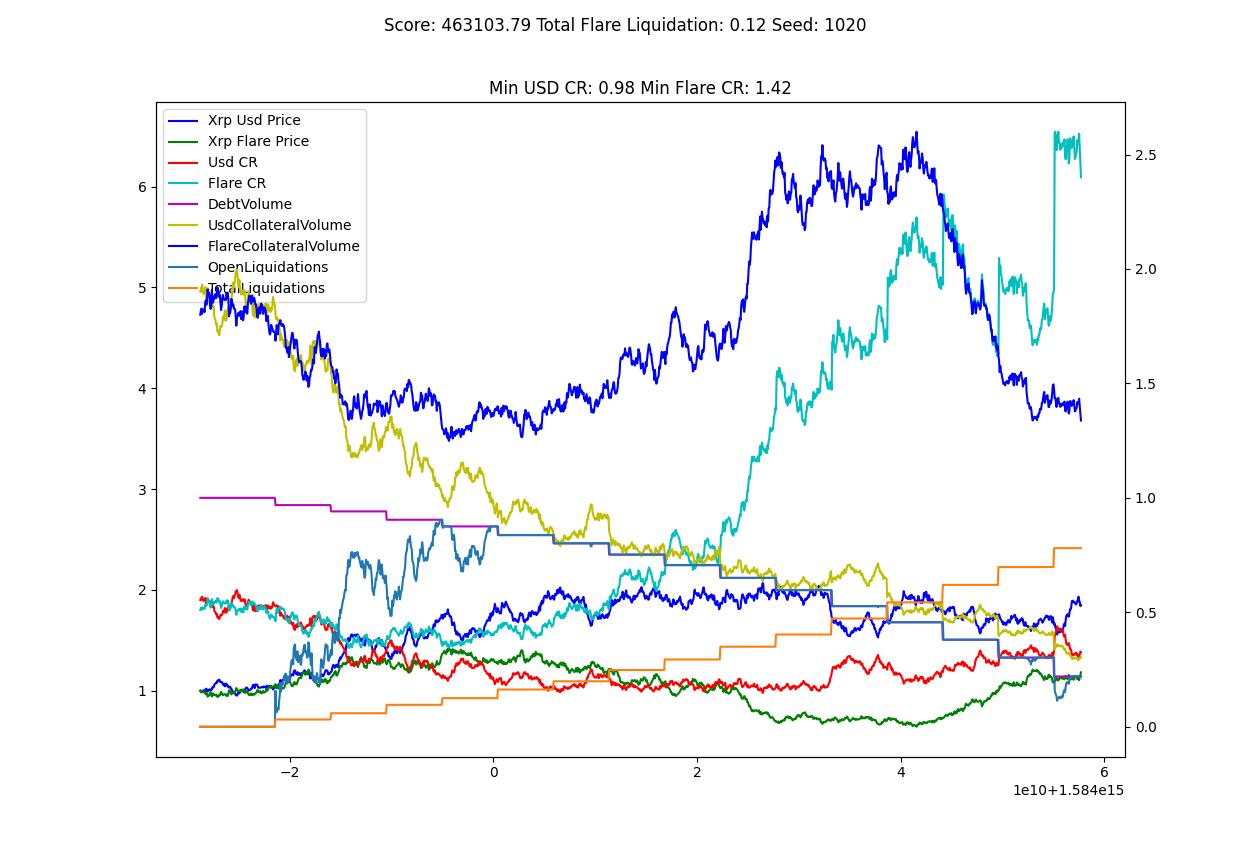 Score: 463103.79 Total Flare Liquidation: 0.12 Seed: 1020
Min USD CR: 0.98 Min Flare CR: 1.42
Xrp Usd Price
Xrp Flare Price
Usd CR
Flare CR
DebtVolume
UsdCollateralVolume
FlareCollateralVolume
OpenLiquidations
TotalLiquidations
6
5
4
3
2
1
2.5
2.0
1.5
1.0
0.5
0.0
−2
0
2
4
6
1e10+1.584e15